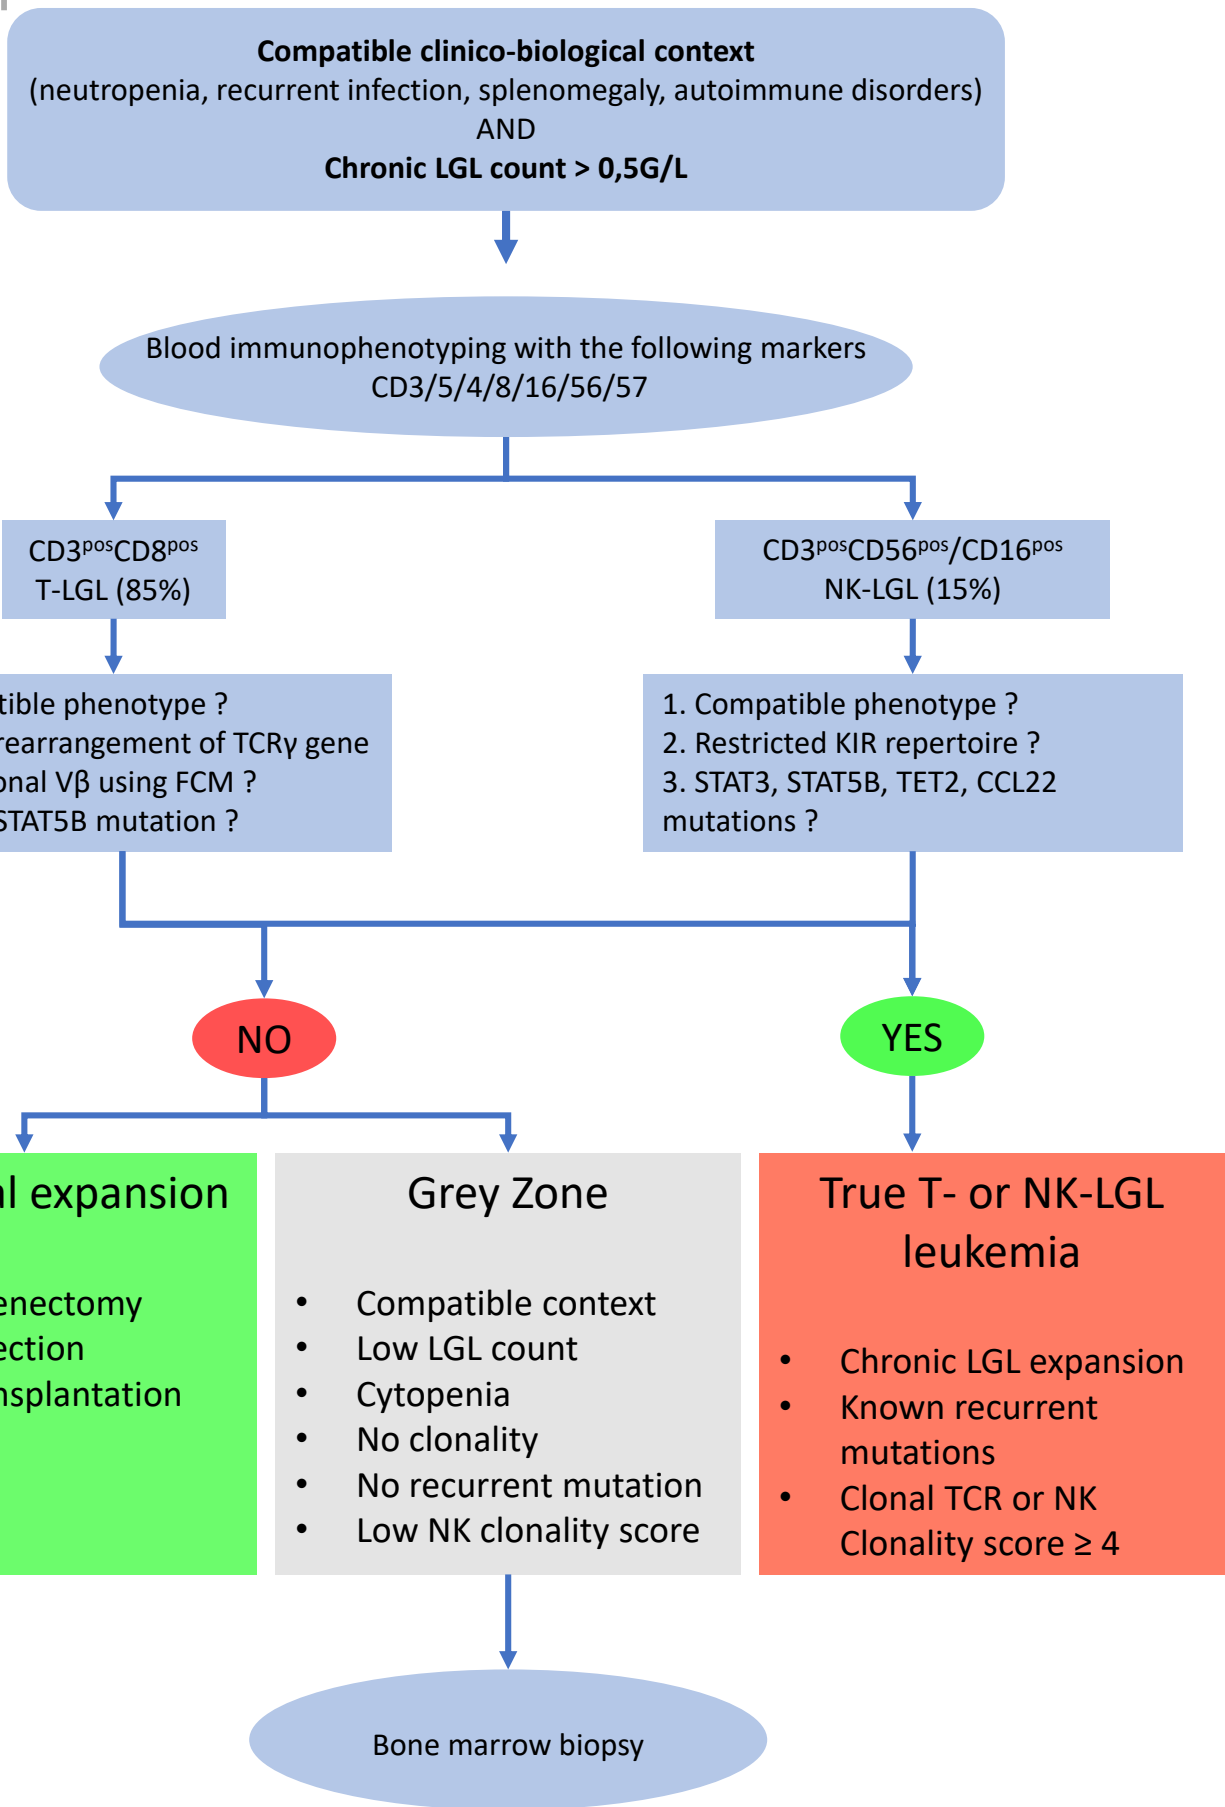 Compatible clinico-biological context
(neutropenia, recurrent infection, splenomegaly, autoimmune disorders)
AND
Chronic LGL count > 0,5G/L
Blood immunophenotyping with the following markers
CD3/5/4/8/16/56/57
CD3posCD8pos
T-LGL (85%)
CD3posCD56pos/CD16pos
NK-LGL (15%)
tible phenotype ?
rearrangement of TCRγ gene
onal Vβ using FCM ?
STAT5B mutation ?
1. Compatible phenotype ?
2. Restricted KIR repertoire ?
3. STAT3, STAT5B, TET2, CCL22
mutations ?
NO
YES
al expansion
enectomy
ection
nsplantation
Grey Zone
• Compatible context
• Low LGL count
• Cytopenia
• No clonality
• No recurrent mutation
• Low NK clonality score
True T- or NK-LGL
leukemia
• Chronic LGL expansion
• Known recurrent
mutations
• Clonal TCR or NK
Clonality score ≥ 4
Bone marrow biopsy